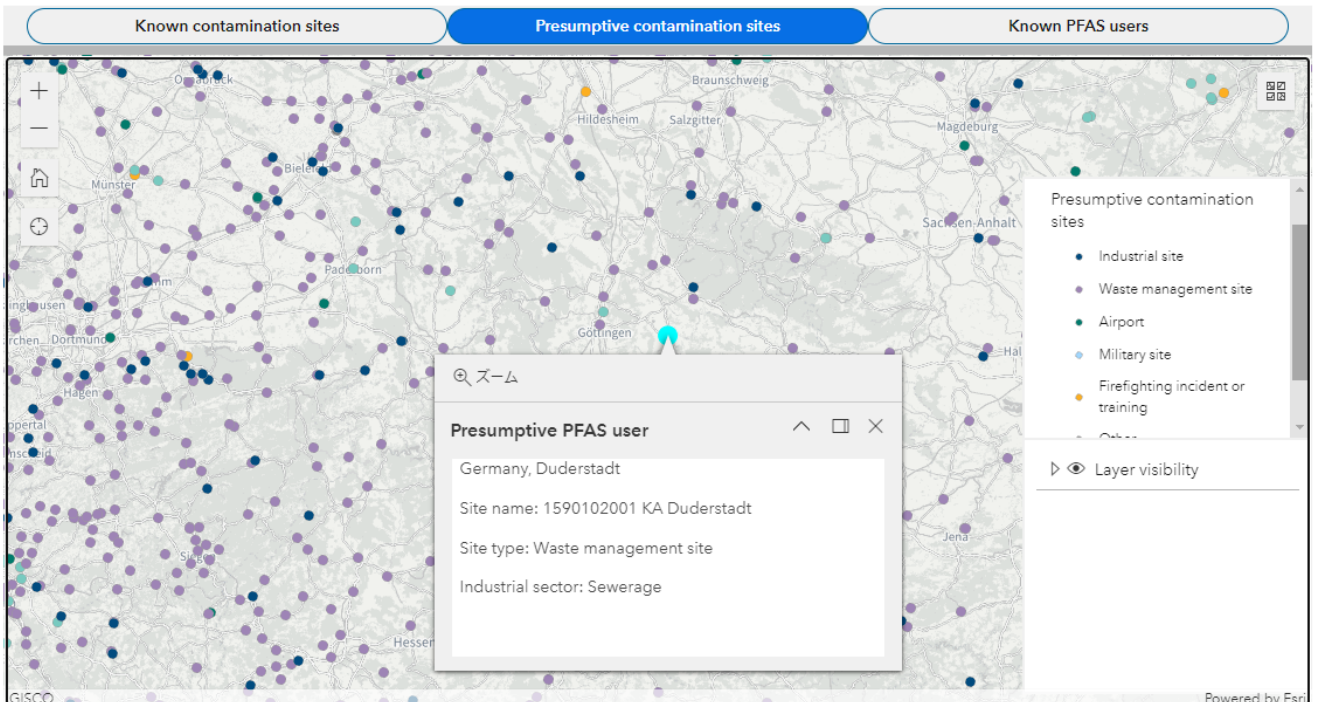 Known contamination sites
Presumptive contamination sites
Known PFAS users
Osnabrück
Braunschweig
Hildesheim
Salzgitter
Magdeburg
Münster
Bielefeld
Sachsen-Anhalt
Paderborn
Dortmund
Göttingen
Hal
Hagen
Siegen
Jena
Hessen
Presumptive contamination
sites
Industrial site
Waste management site
Airport
Military site
Firefighting incident or
training
Other
Layer visibility
ズーム
Presumptive PFAS user
Germany, Duderstadt
Site name: 1590102001 KA Duderstadt
Site type: Waste management site
Industrial sector: Sewerage
GISCO
Powered by Esri